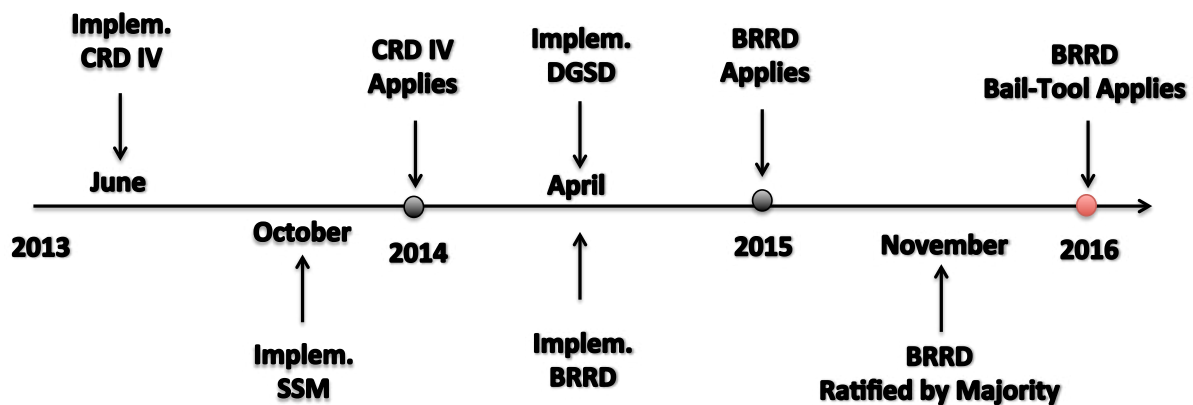 Implem.
CRD IV
CRD IV
Applies
Implem.
DGSD
BRRD
Applies
BRRD
Bail-Tool Applies
June
April
2013
October
2014
2015
November
2016
Implem.
SSM
Implem.
BRRD
BRRD
Ratified by Majority